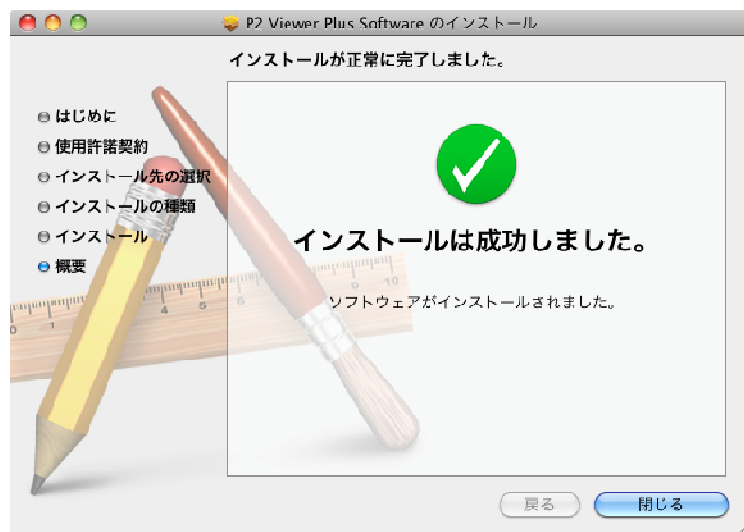 P2 Viewer Plus Software のインストール
インストールが正常に完了しました。
はじめに
使用許諾契約
インストール先の選択
インストールの種類
インストール
概要
インストールは成功しました。
ソフトウェアがインストールされました。
1
4
5
9
10
戻る
閉じる